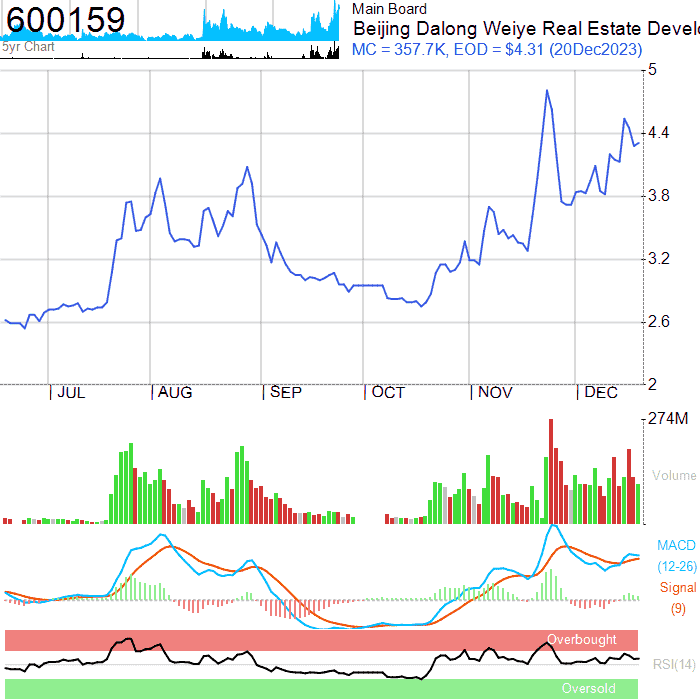 600159
5yr Chart
Main Board
Beijing Dalong Weiye Real Estate Develo
MC = 357.7K, EOD = $4.31 (20Dec2023)
5
4.4
3.8
3.2
2.6
2
JUL AUG SEP OCT NOV DEC
274M
Volume
MACD
(12-26)
Signal
(9)
Overbought
RSI(14)
Oversold